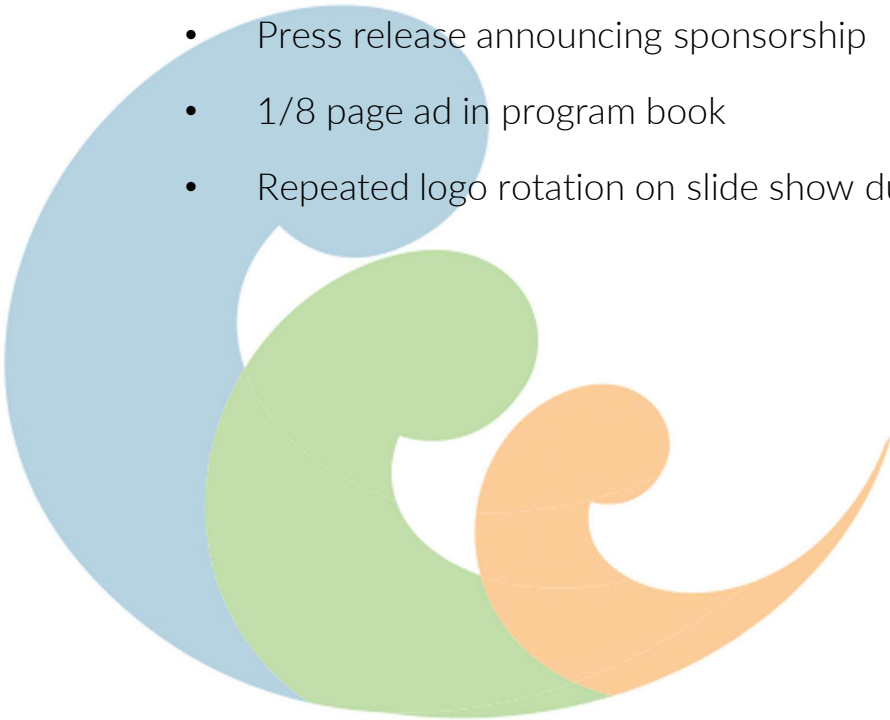 • Press release announcing sponsorship
• 1/8 page ad in program book
• Repeated logo rotation on slide show